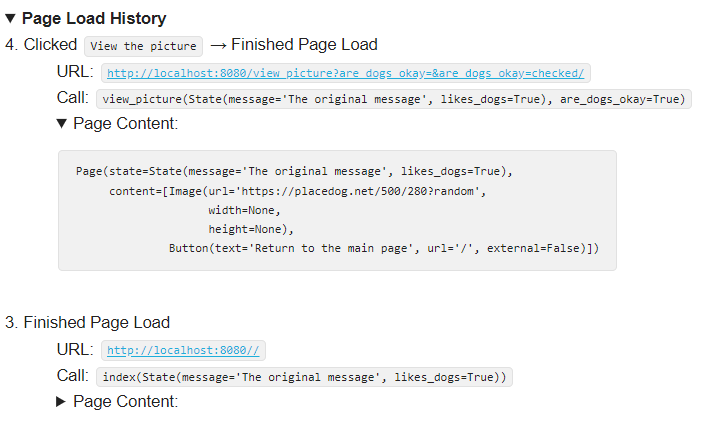 ▼ Page Load History
4. Clicked View the picture → Finished Page Load
URL: http://localhost:8080/view_picture?are_dogs_okay=&are_dogs_okay=checked/
Call: view_picture(State(message='The original message', likes_dogs=True), are_dogs_okay=True)
▼ Page Content:
Page(state=State(message='The original message', likes_dogs=True),
content=[Image(url='https://placedog.net/500/280?random',
width=None,
height=None),
Button(text='Return to the main page', url='/', external=False)])
3. Finished Page Load
URL: http://localhost:8080//
Call: index(State(message='The original message', likes_dogs=True))
▶ Page Content: